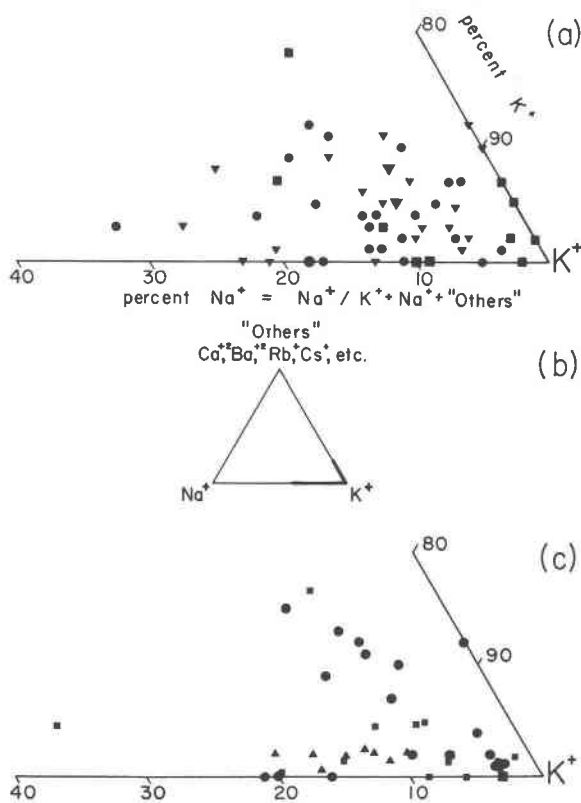 80
(a)
percent K⁺
90
K⁺
40 30 20 10
percent Na⁺ = Na⁺/ K⁺+ Na⁺+ "Others"
"Others"
Ca⁺², Ba⁺², Rb⁺, Cs⁺, etc.
(b)
Na⁺ K⁺
(c)
80
90
K⁺
40 30 20 10